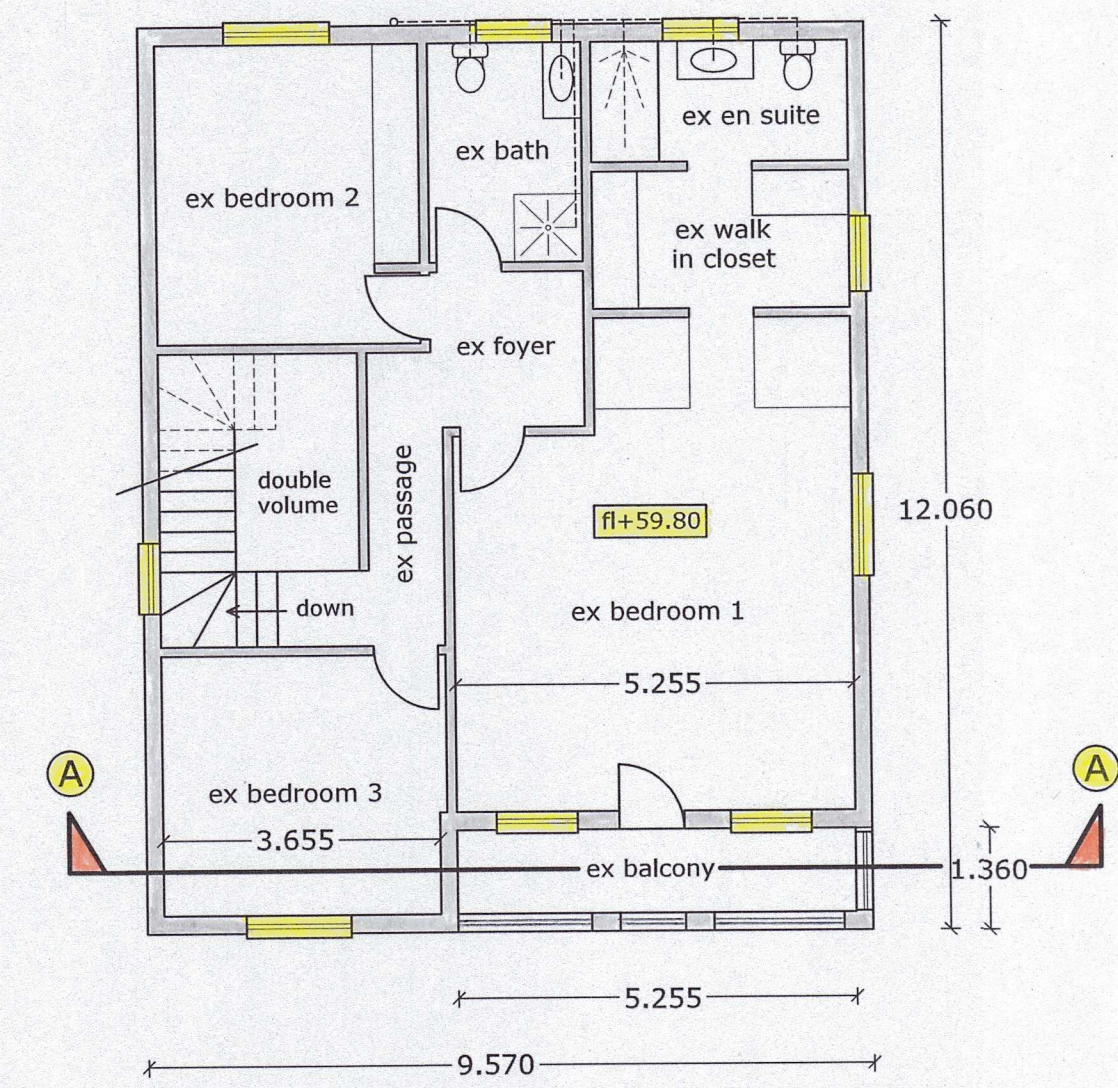 ex en suite
ex bath
ex bedroom 2
ex walk
in closet
ex foyer
ex passage
double
volume
fl+59.80
12.060
down
ex bedroom 1
5.255
A
A
ex bedroom 3
3.655
ex balcony
1.360
5.255
9.570